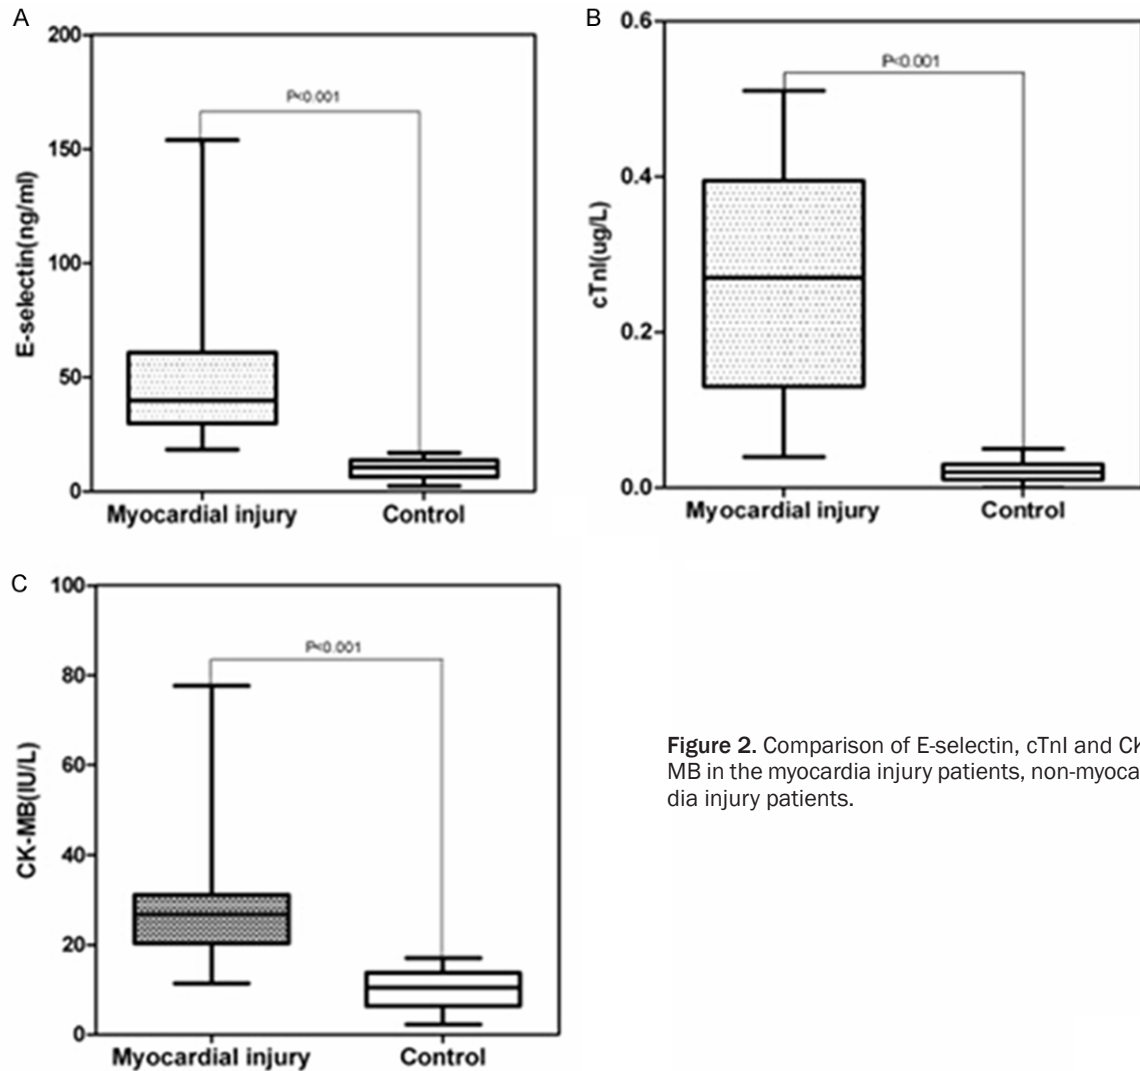 A
200
150
100
50
0
E-selectin(ng/ml)
P<0.001
Myocardial injury
Control
B
0.6
0.4
0.2
0.0
cTnI(ug/L)
P<0.001
Myocardial injury
Control
C
100
80
60
40
20
0
CK-MB(IU/L)
P<0.001
Myocardial injury
Control
Figure 2. Comparison of E-selectin, cTnI and CK
MB in the myocardia injury patients, non-myoca
dia injury patients.